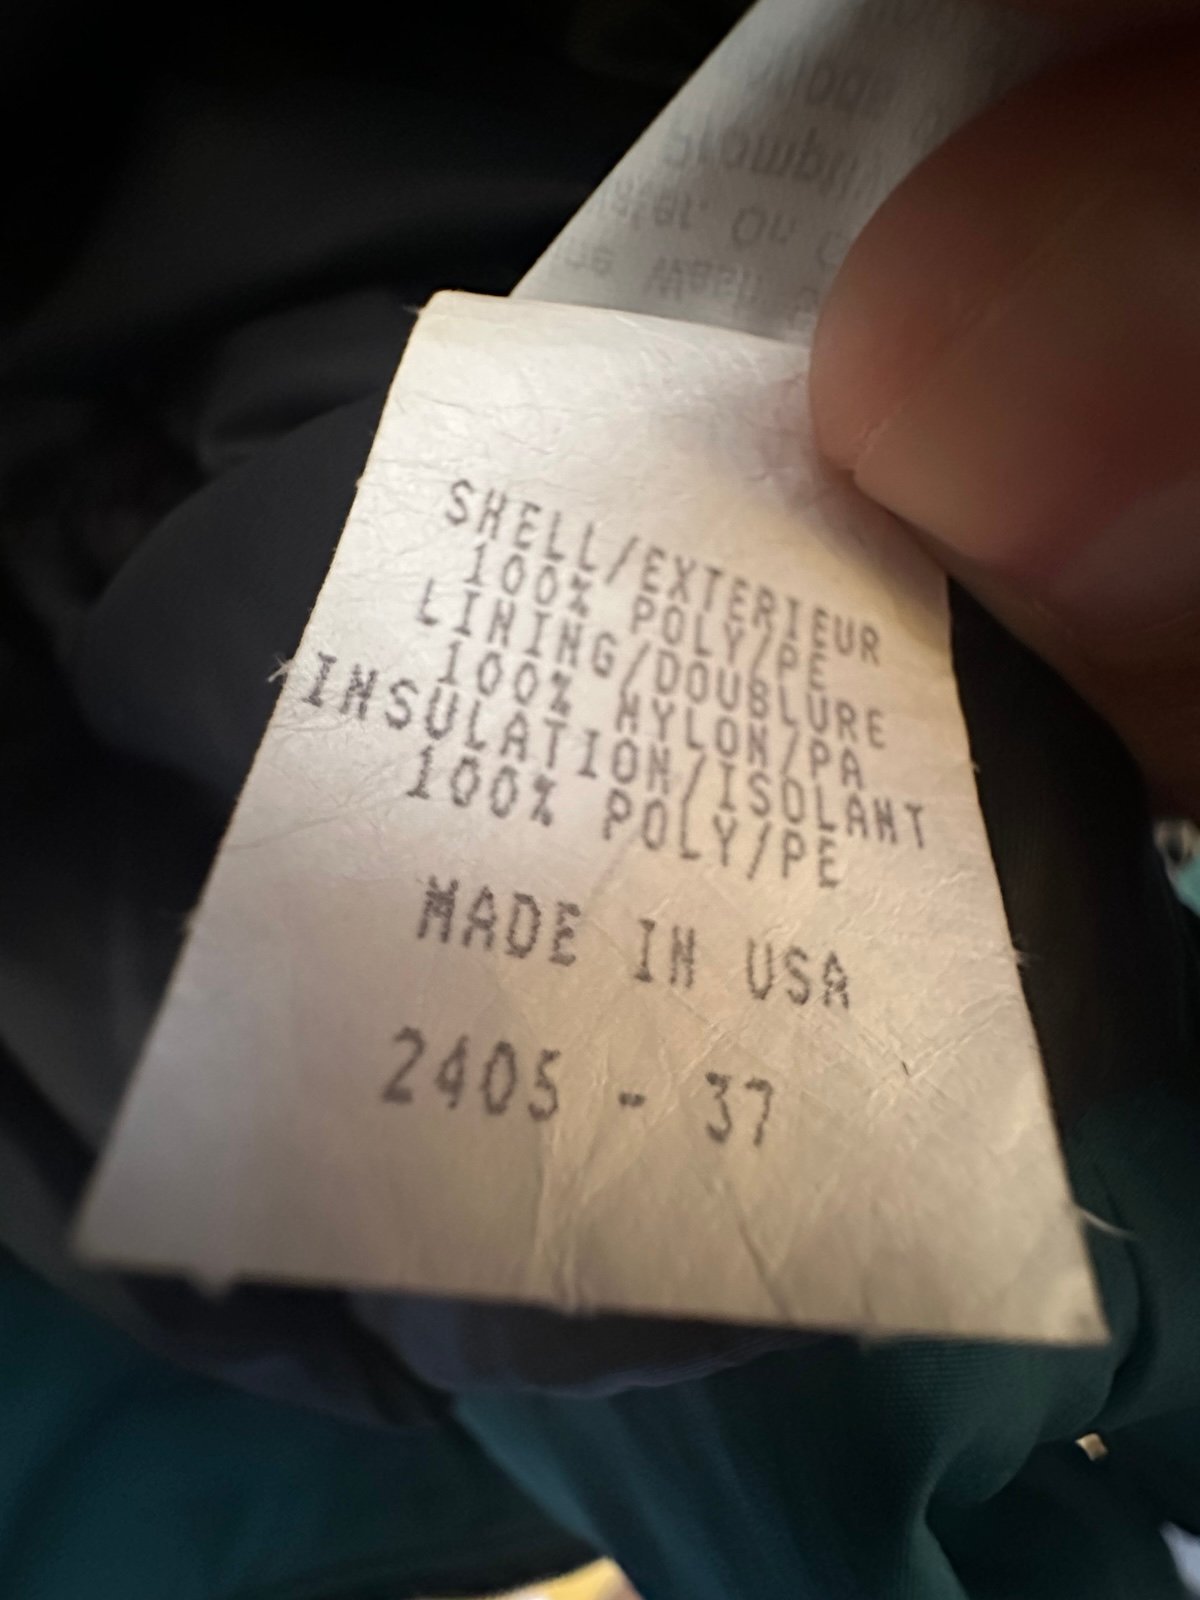 SHELL/EXTERIEUR
100% POLY/PE
LINING/DOUBLURE
100% NYLON/PA
INSULATION/ISOLANT
100% POLY/PE
MADE IN USA
2405 - 37